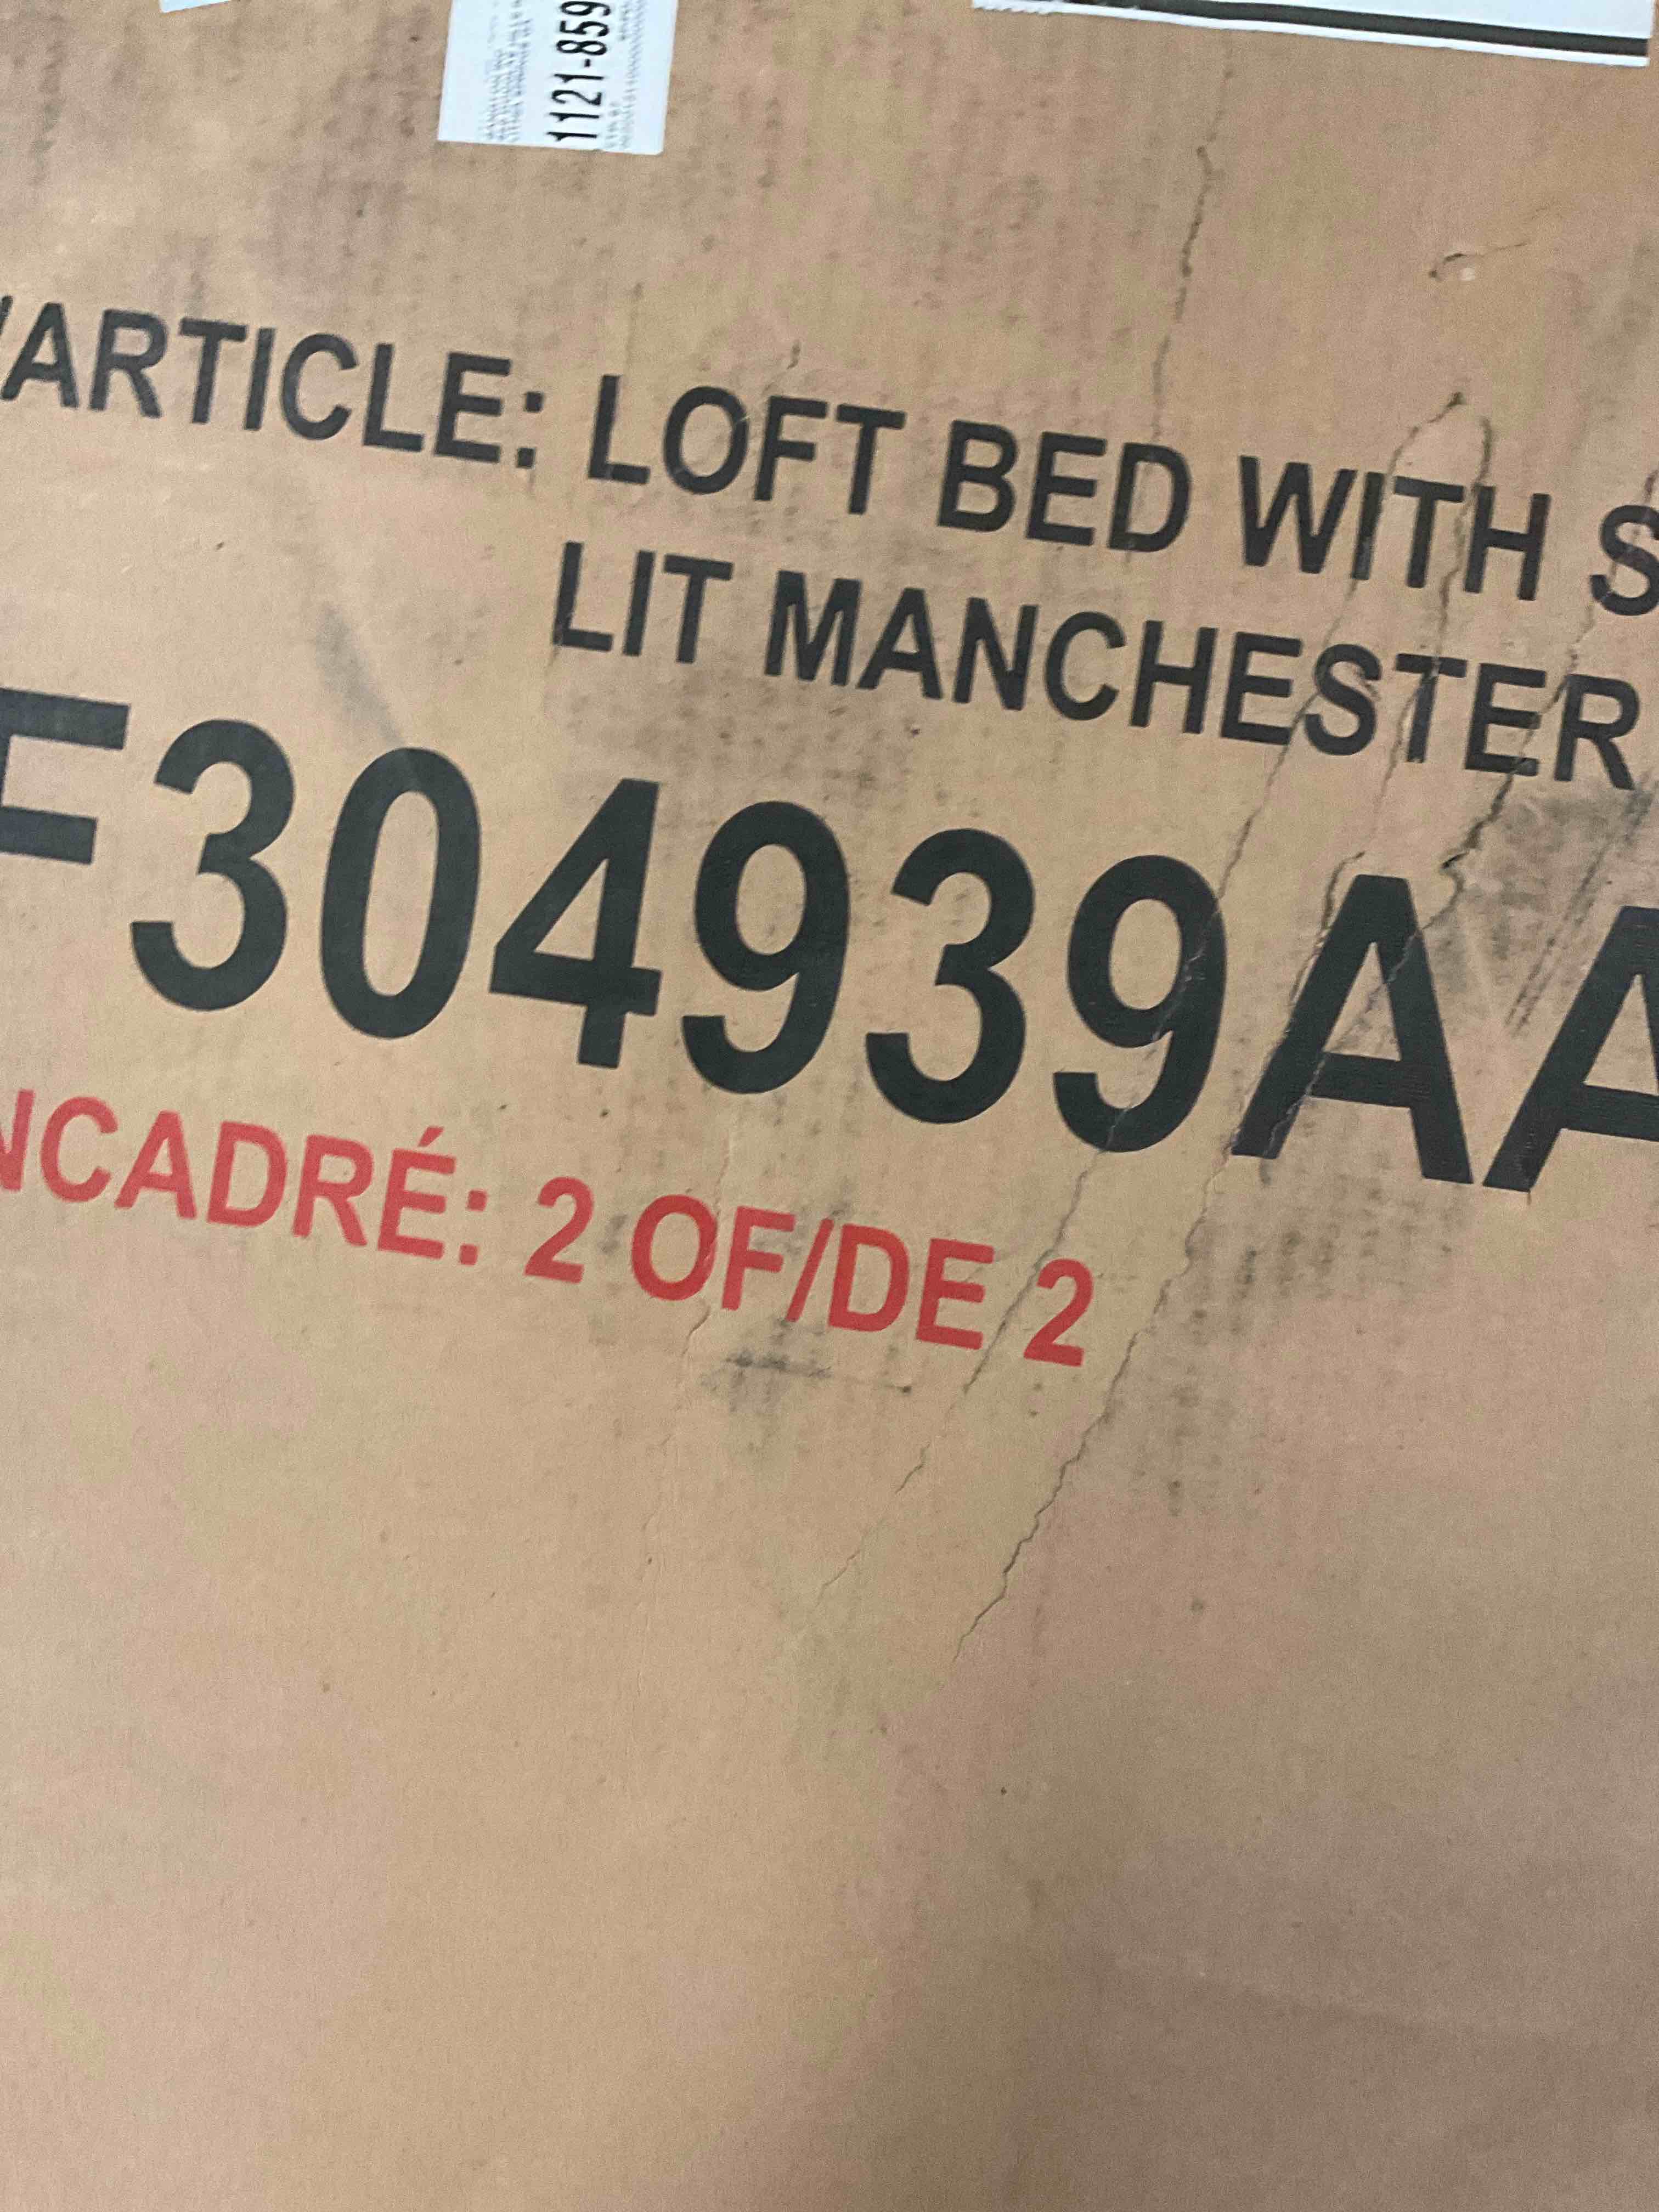 1121-859
/ARTICLE: LOFT BED WITH S
LIT MANCHESTER
F304939AA
NCADRÉ: 2 OF/DE 2